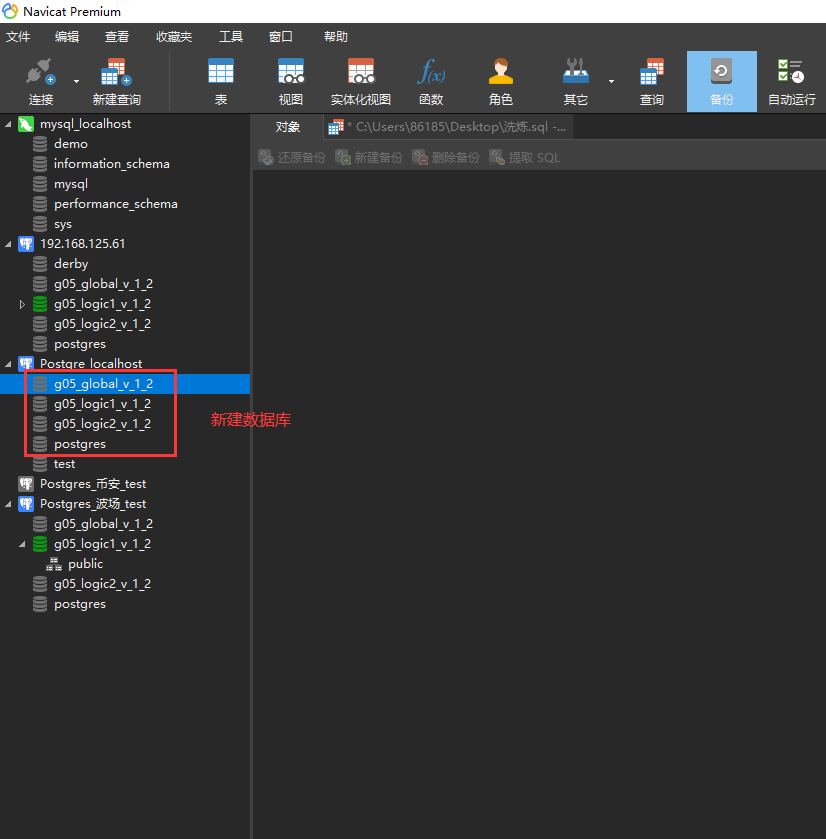 Navicat Premium
文件 编辑 查看 收藏夹 工具 窗口 帮助
连接 新建查询 表 视图 实体化视图 f(x) 函数 角色 其它 查询 备份 自动运行
对象 * C:\Users\86185\Desktop\洗炼.sql -...
还原备份 新建备份 删除备份 提取 SQL
mysql_localhost
demo
information_schema
mysql
performance_schema
sys
192.168.125.61
derby
g05_global_v_1_2
g05_logic1_v_1_2
g05_logic2_v_1_2
postgres
Postgre_localhost
g05_global_v_1_2
g05_logic1_v_1_2
g05_logic2_v_1_2
新建数据库
postgres
test
Postgres_币安_test
Postgres_波场_test
g05_global_v_1_2
g05_logic1_v_1_2
public
g05_logic2_v_1_2
postgres